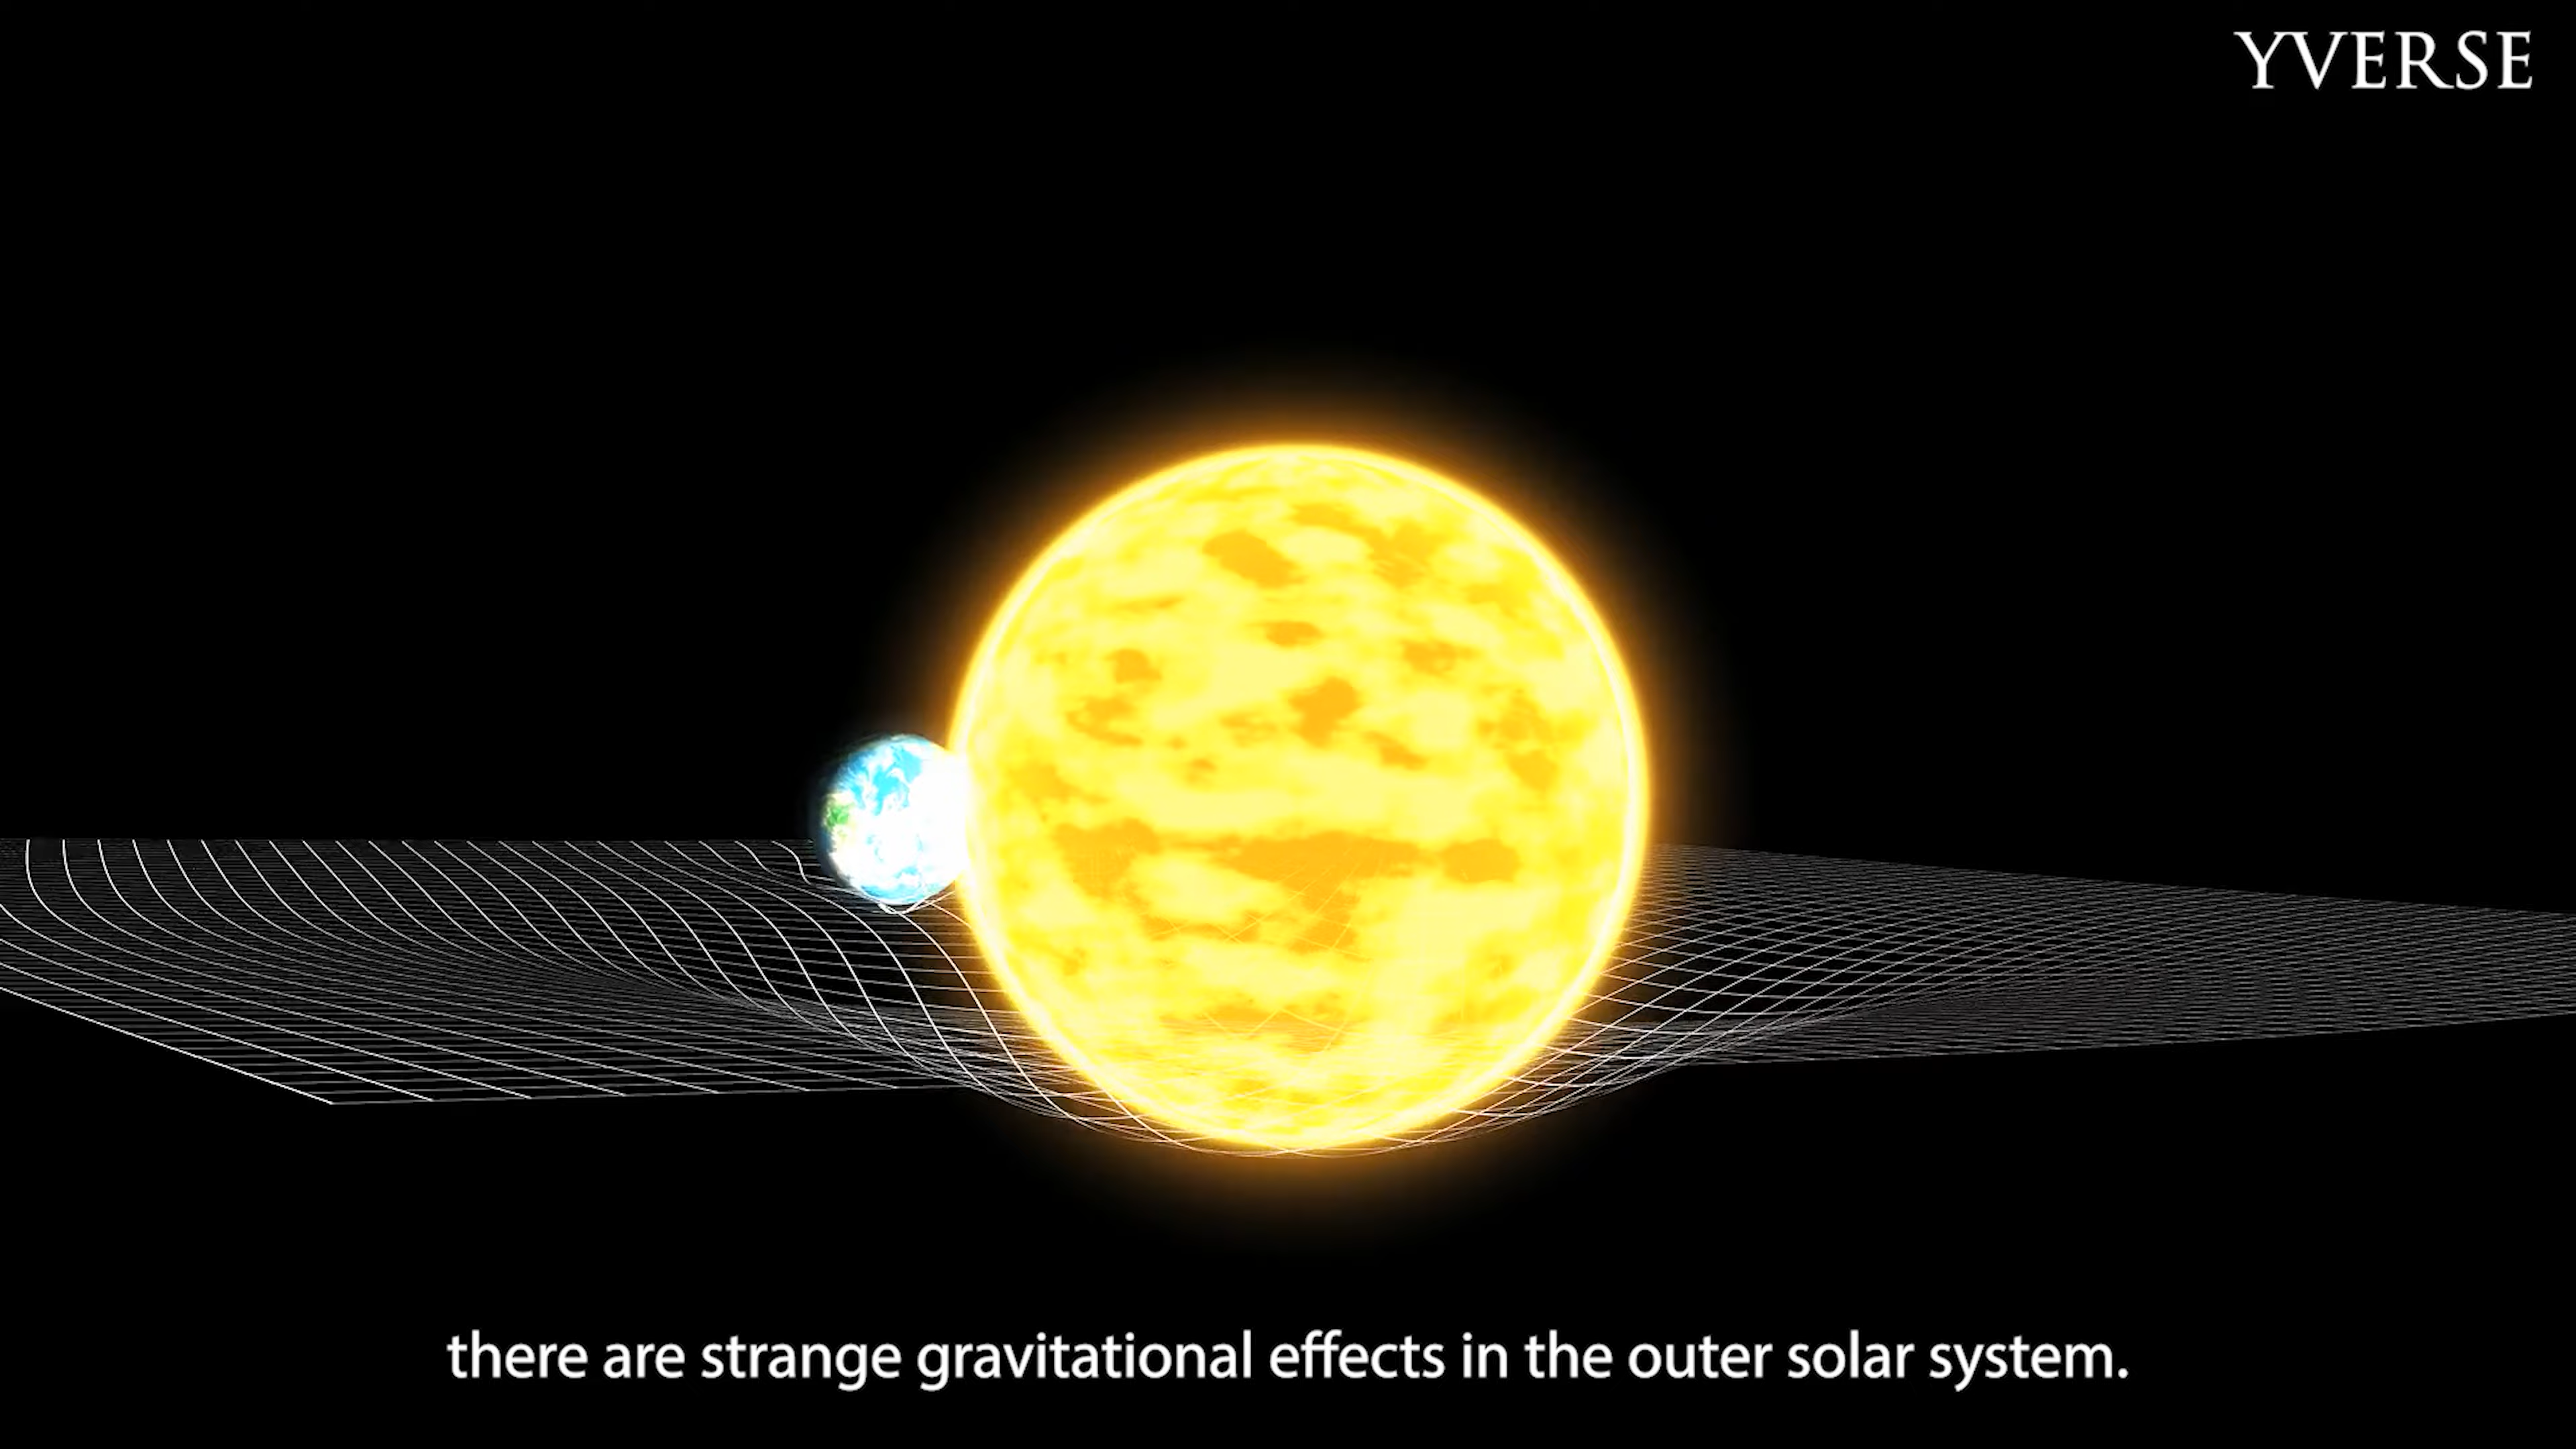 YVERSE
there are strange gravitational effects in the outer solar system.